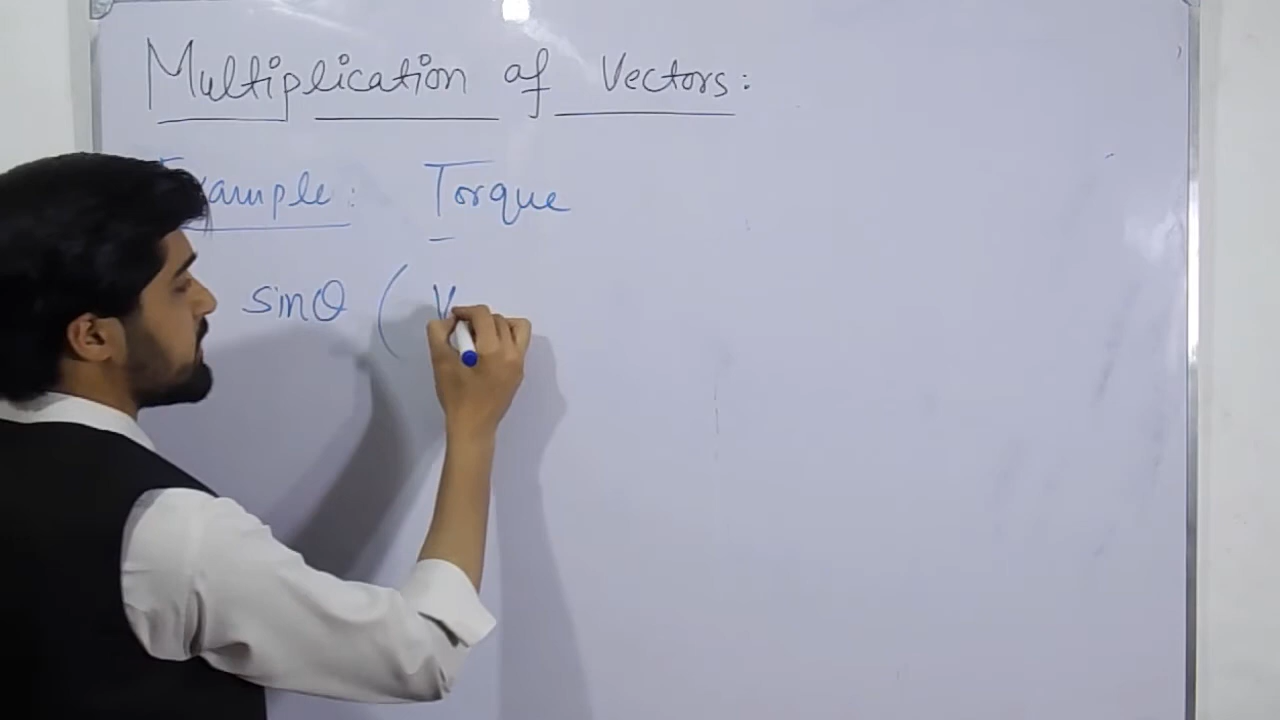 Multiplication of Vectors:
Example: Torque
sinθ ( V